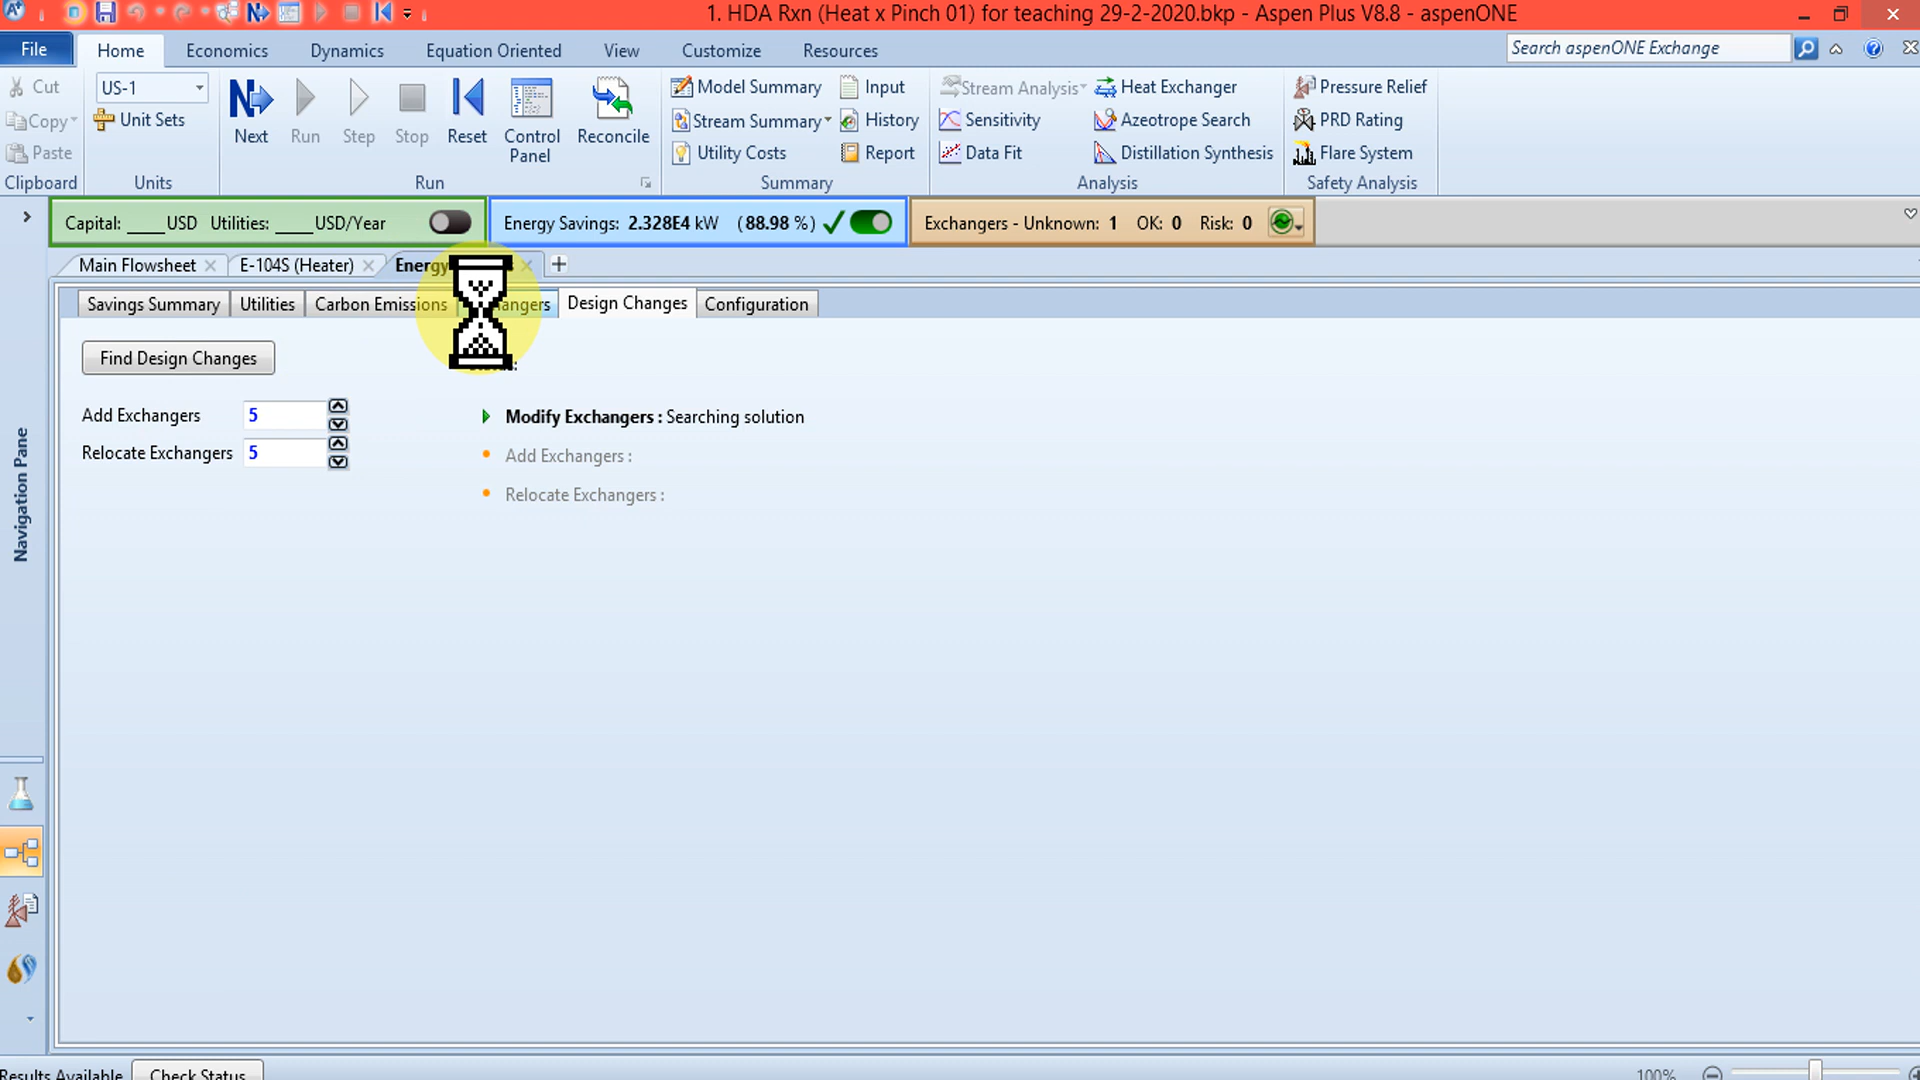 1. HDA Rxn (Heat x Pinch 01) for teaching 29-2-2020.bkp - Aspen Plus V8.8 - aspenONE
File Home Economics Dynamics Equation Oriented View Customize Resources Search aspenONE Exchange
Cut US-1 Model Summary Input Stream Analysis Heat Exchanger Pressure Relief
Copy Unit Sets Stream Summary History Sensitivity Azeotrope Search PRD Rating
Paste Next Run Step Stop Reset Control Panel Reconcile Utility Costs Report Data Fit Distillation Synthesis Flare System
Clipboard Units Run Summary Analysis Safety Analysis
Capital: ____USD Utilities: ____USD/Year Energy Savings: 2.328E4 kW (88.98 %) Exchangers - Unknown: 1 OK: 0 Risk: 0
Main Flowsheet E-104S (Heater) Energy
Savings Summary Utilities Carbon Emissions Design Changes Configuration
Find Design Changes
Add Exchangers 5 Modify Exchangers : Searching solution
Relocate Exchangers 5 Add Exchangers :
Relocate Exchangers :
Navigation Pane
Results Available Check Status 100%